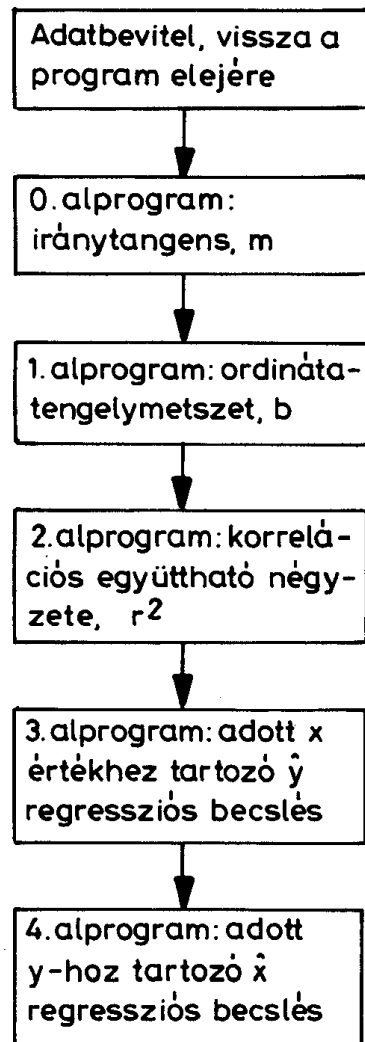 Adatbevitel, vissza a
program elejére
0. alprogram:
iránytangens, m
1. alprogram: ordináta-
tengelymetszet, b
2. alprogram: korrelá-
ciós együttható négy-
zete, r²
3. alprogram: adott x
értékhez tartozó ŷ
regressziós becslés
4. alprogram: adott
y-hoz tartozó x̂
regressziós becslés